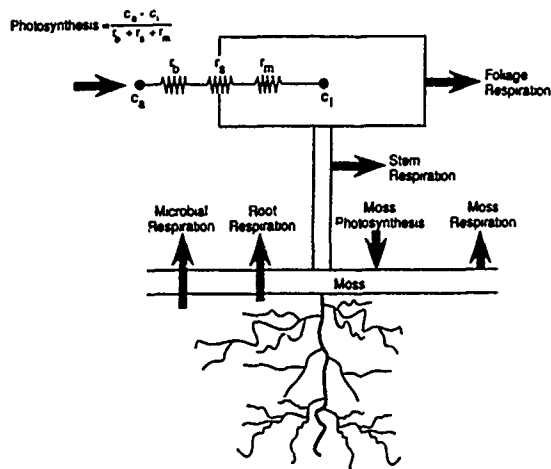 Photosynthesis = c_a - c_i / r_b + r_s + r_m
r_b r_s r_m
c_a c_i
Foliage
Respiration
Stem
Respiration
Microbial
Respiration
Root
Respiration
Moss
Photosynthesis
Moss
Respiration
Moss